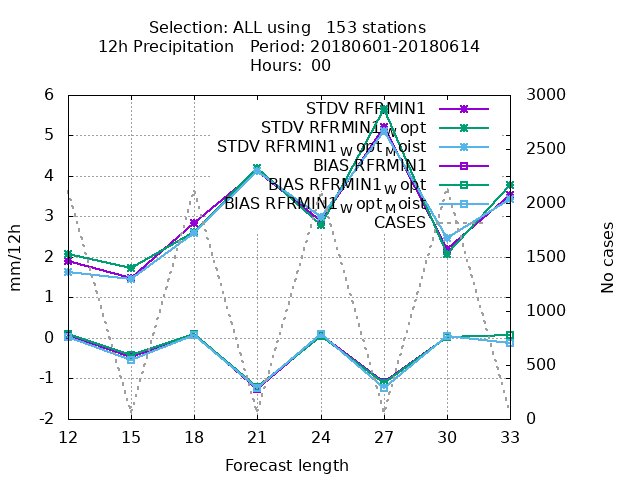 Selection: ALL using   153 stations
12h Precipitation   Period: 20180601-20180614
Hours:  00
6
5
4
3
2
1
0
-1
-2
mm/12h
STDV RFRMIN1
STDV RFRMIN1_W opt
STDV RFRMIN1_W opt_M oist
BIAS RFRMIN1
BIAS RFRMIN1_W opt
BIAS RFRMIN1_W opt_M oist
CASES
3000
2500
2000
1500
1000
500
0
No cases
12 15 18 21 24 27 30 33
Forecast length